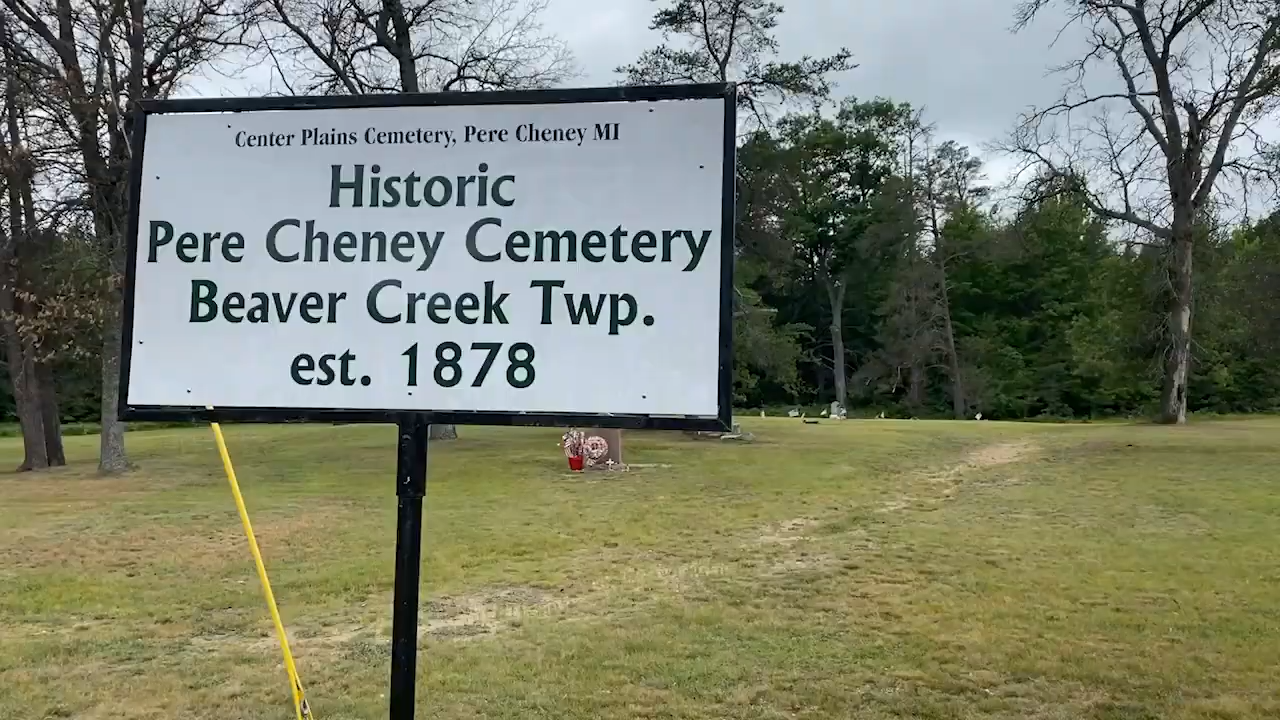 Center Plains Cemetery, Pere Cheney MI
Historic
Pere Cheney Cemetery
Beaver Creek Twp.
est. 1878